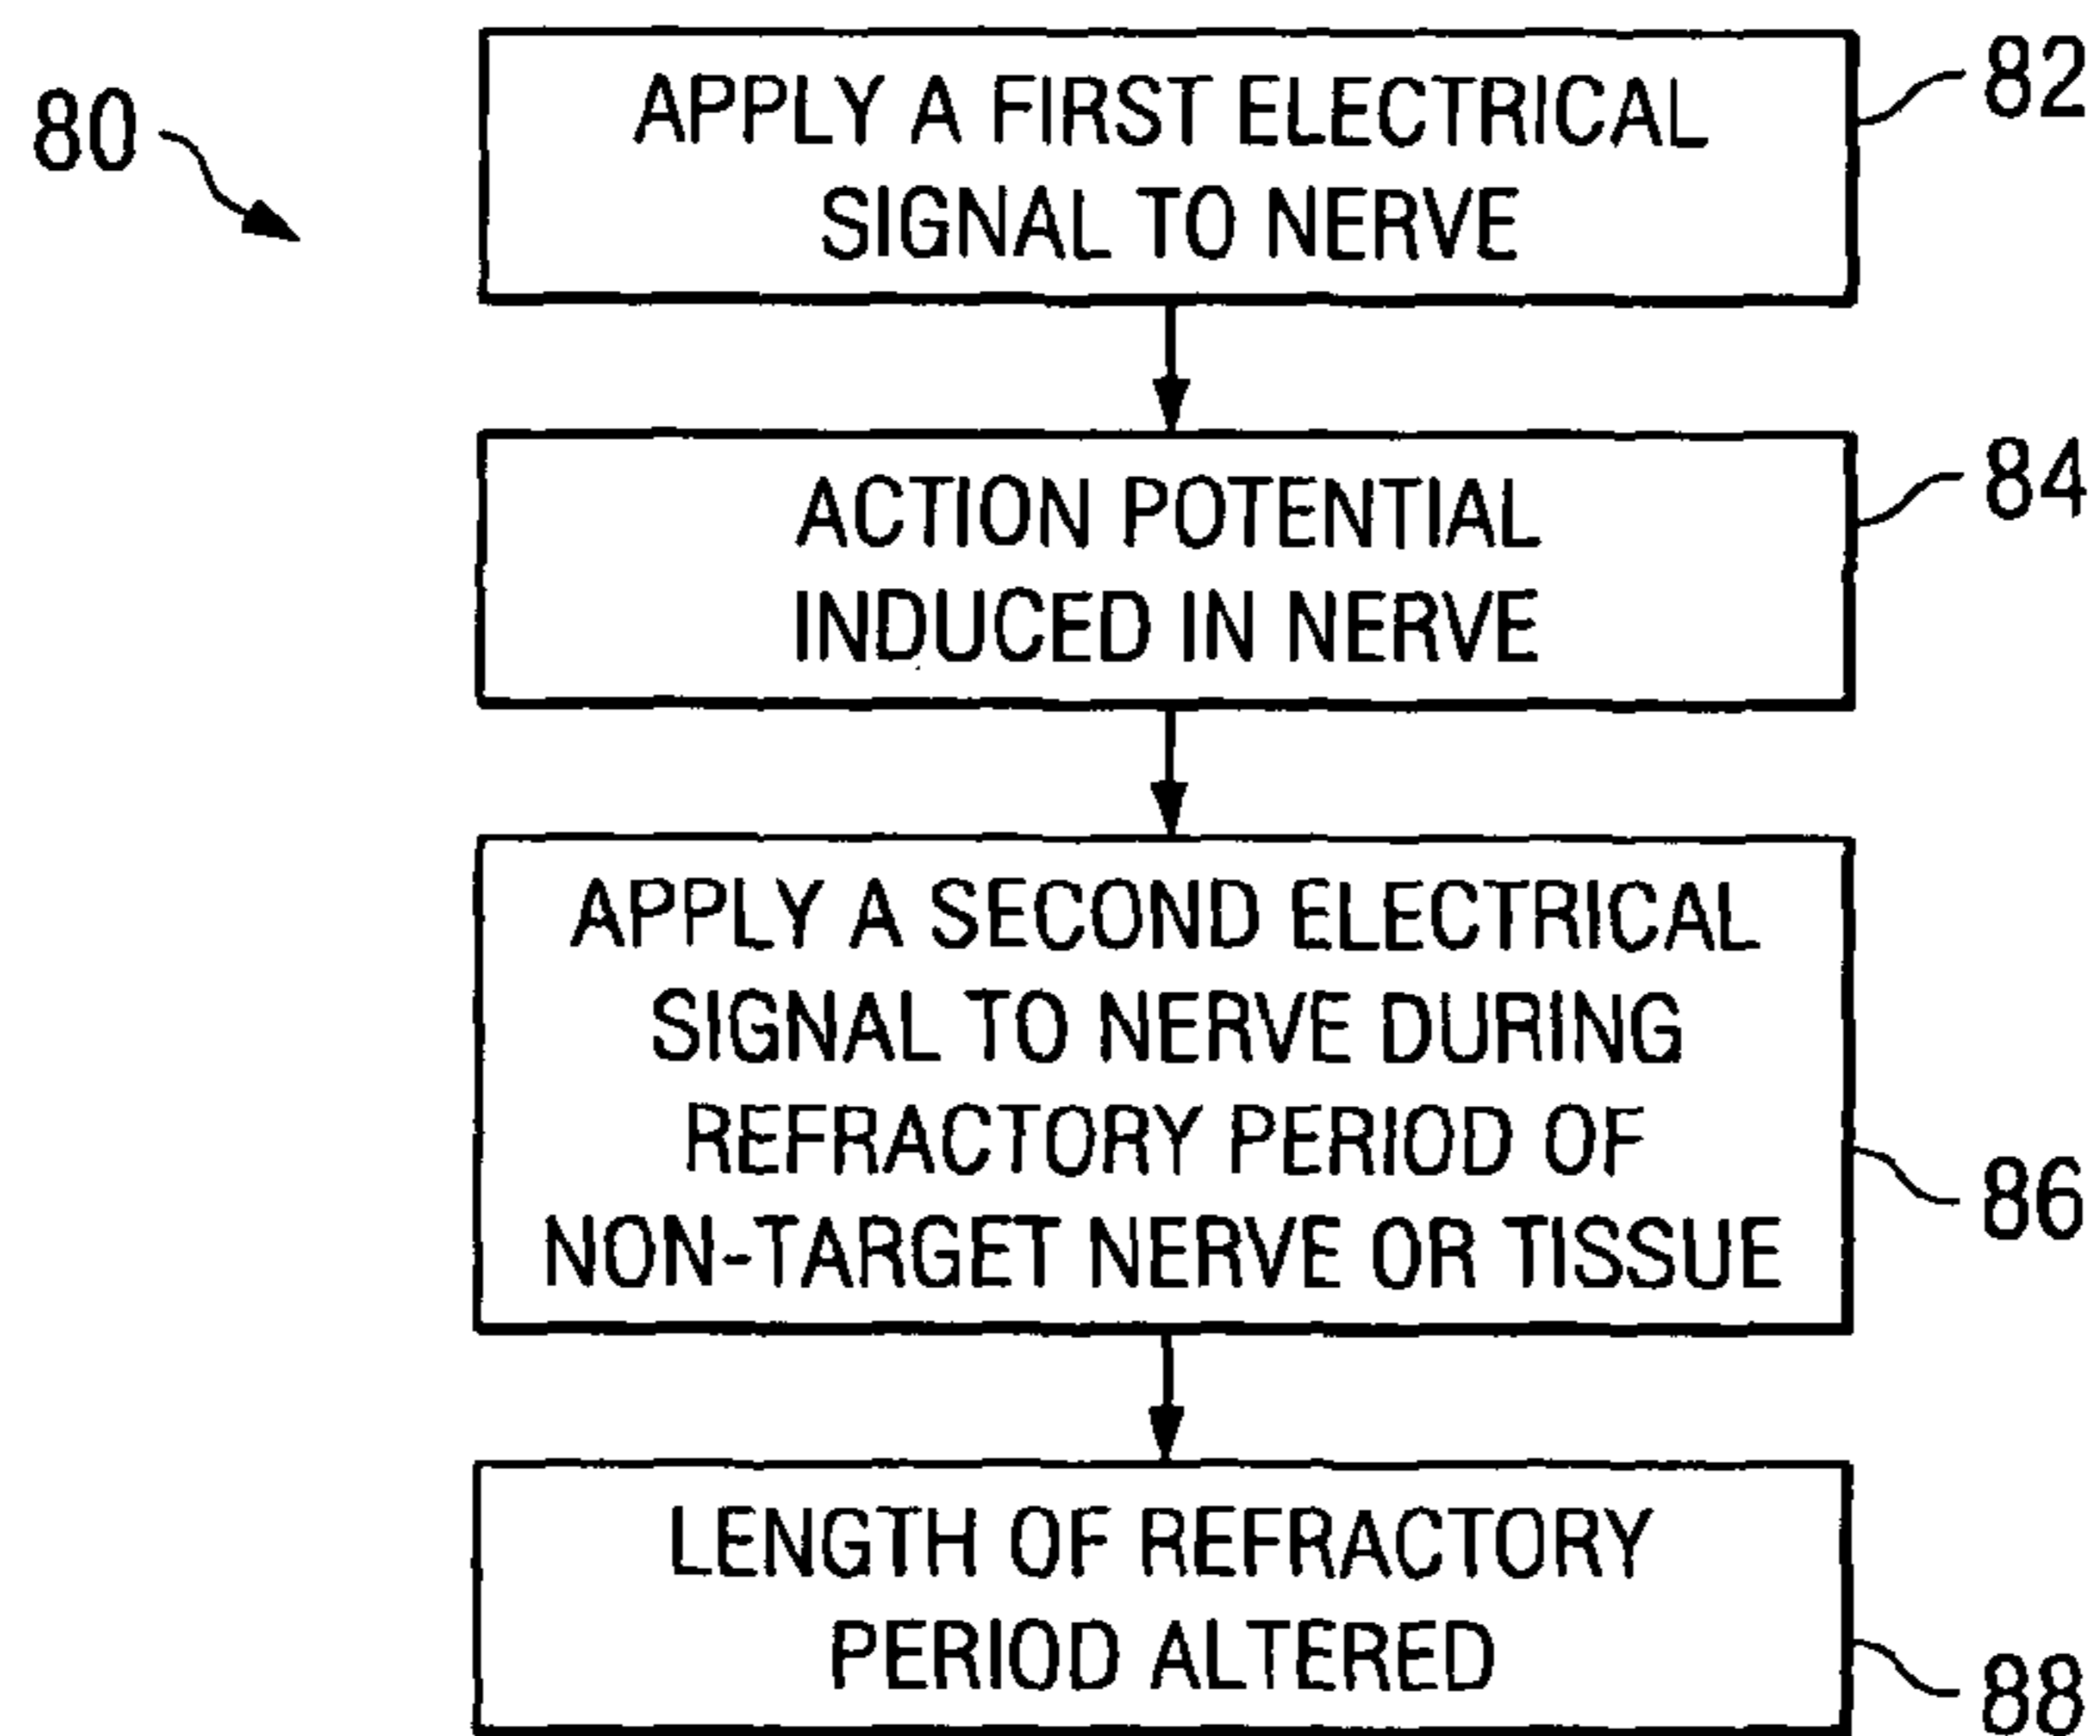 80
APPLY A FIRST ELECTRICAL
SIGNAL TO NERVE
82
ACTION POTENTIAL
INDUCED IN NERVE
84
APPLY A SECOND ELECTRICAL
SIGNAL TO NERVE DURING
REFRACTORY PERIOD OF
NON-TARGET NERVE OR TISSUE
86
LENGTH OF REFRACTORY
PERIOD ALTERED
88